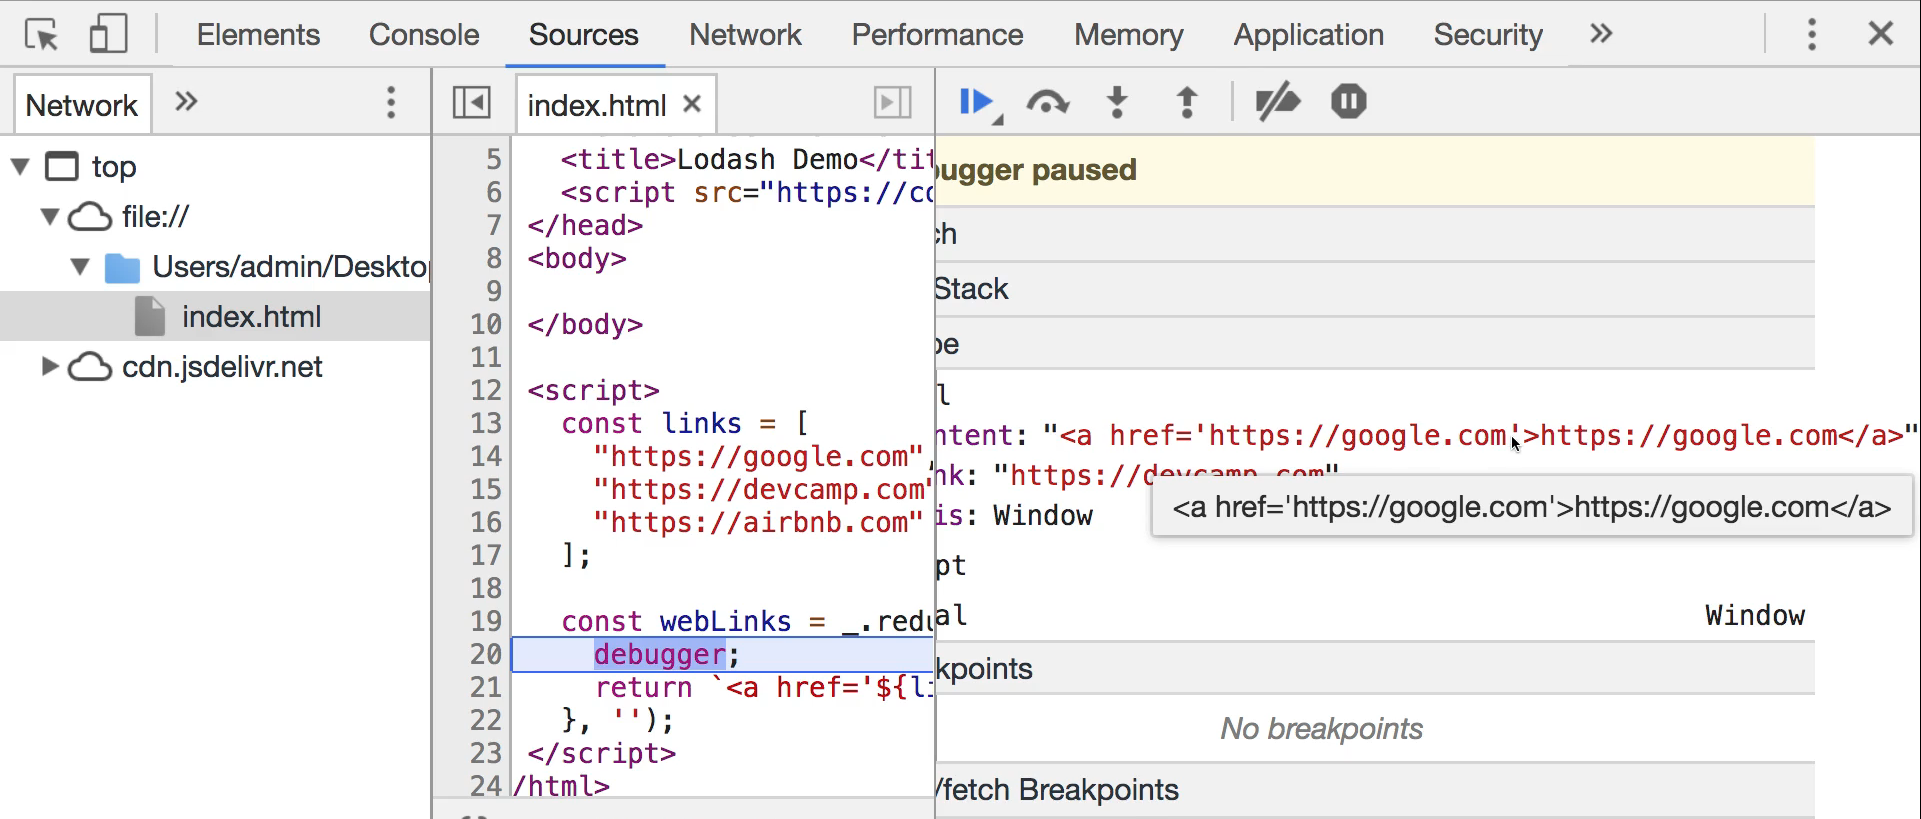 Elements Console Sources Network Performance Memory Application Security »
Network »
top
file://
Users/admin/Deskto
index.html
cdn.jsdelivr.net
index.html ×
5 <title>Lodash Demo</tit
6 <script src="https://c
7 </head>
8 <body>
9
10 </body>
11
12 <script>
13 const links = [
14 "https://google.com",
15 "https://devcamp.com"
16 "https://airbnb.com"
17 ];
18
19 const webLinks = _.redu
20 debugger;
21 return `<a href='${li
22 }, '');
23 </script>
24 /html>
ugger paused
ch
Stack
pe
l
ntent: "<a href='https://google.com'>https://google.com</a>"
nk: "https://devcamp.com"
is: Window
<a href='https://google.com'>https://google.com</a>
pt
al Window
kpoints
No breakpoints
/fetch Breakpoints